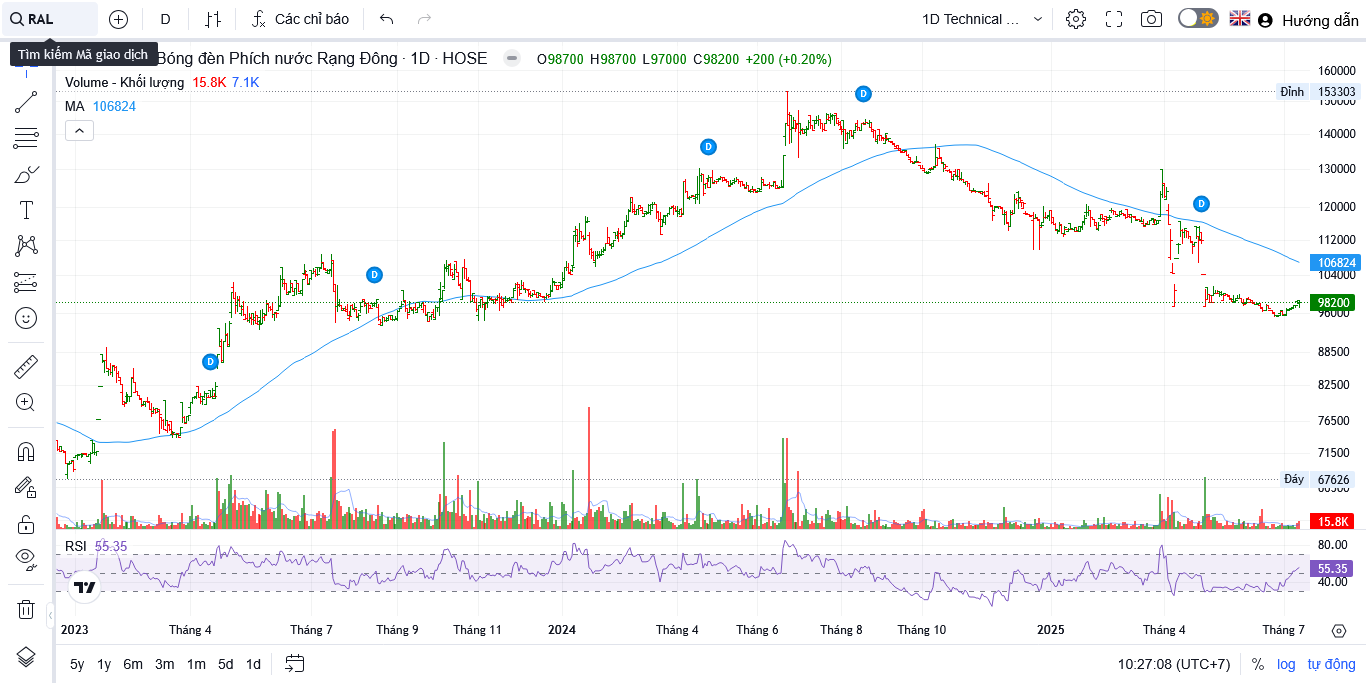 RAL
D
Các chỉ báo
1D Technical ...
Hướng dẫn
Tìm kiếm Mã giao dịch
Bóng đèn Phích nước Rạng Đông · 1D · HOSE
O98700 H98700 L97000 C98200 +200 (+0.20%)
Volume - Khối lượng 15.8K 7.1K
MA 106824
160000
Đỉnh 153303
150000
140000
130000
120000
112000
106824
104000
98200
96000
88500
82500
76500
71500
Đáy 67626
15.8K
D
D
D
D
D
RSI 55.35
80.00
55.35
40.00
2023 Tháng 4 Tháng 7 Tháng 9 Tháng 11 2024 Tháng 4 Tháng 6 Tháng 8 Tháng 10 2025 Tháng 4 Tháng 7
5y 1y 6m 3m 1m 5d 1d
10:27:08 (UTC+7) % log tự động